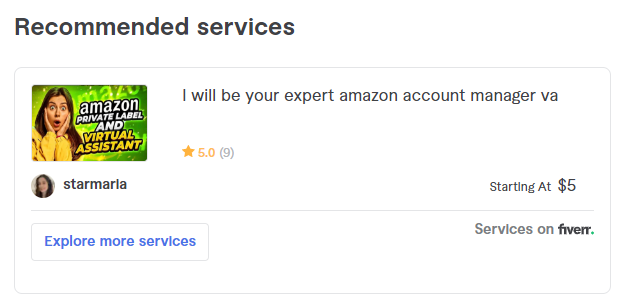 Recommended services
amazon
PRIVATE LABEL
AND
VIRTUAL
ASSISTANT
I will be your expert amazon account manager va
5.0 (9)
starmaria
Starting At $5
Explore more services
Services on fiverr.